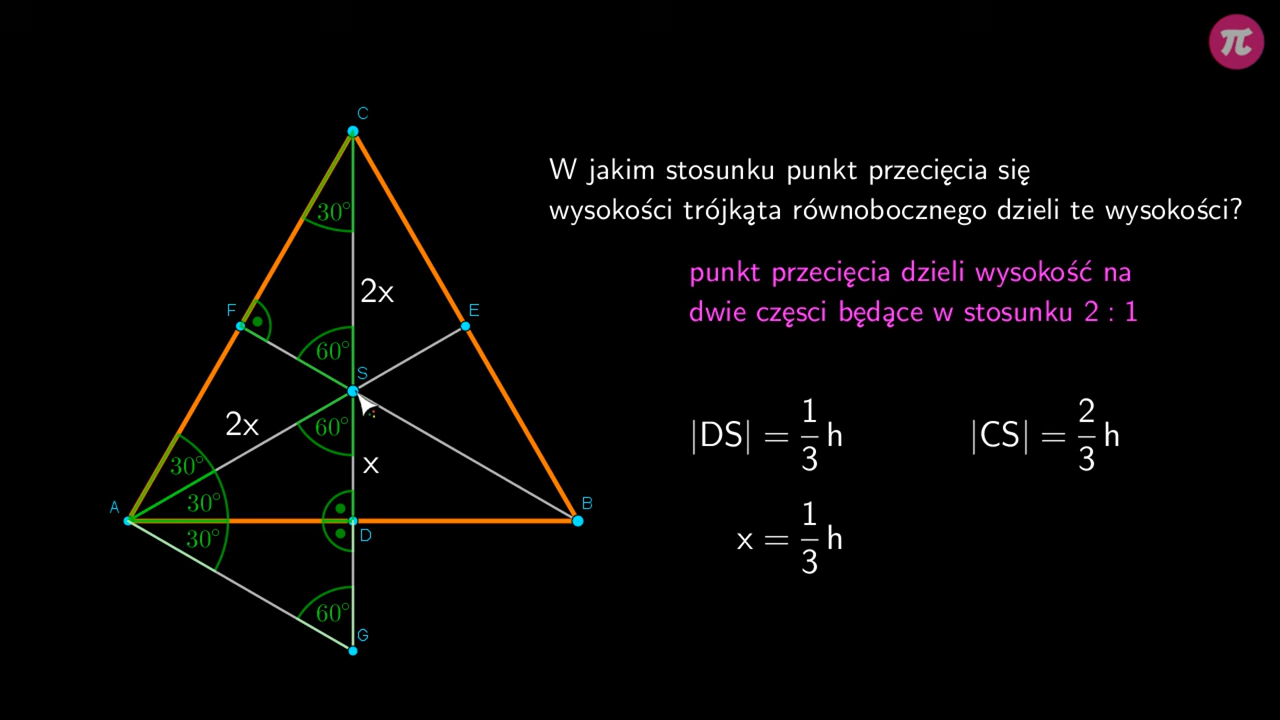 π
C
W jakim stosunku punkt przecięcia się
wysokości trójkąta równobocznego dzieli te wysokości?
30°
punkt przecięcia dzieli wysokość na
dwie częsci będące w stosunku 2 : 1
2x
F
E
60°
S
2x
60°
|DS| = 1/3 h
|CS| = 2/3 h
x
30°
30°
A
B
D
30°
x = 1/3 h
60°
G